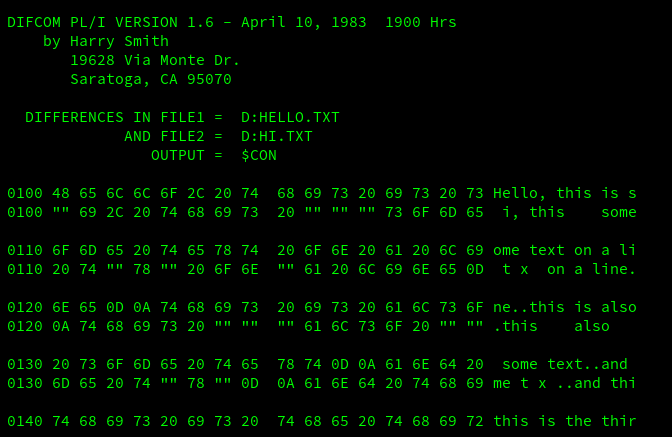 DIFCOM PL/I VERSION 1.6 – April 10, 1983  1900 Hrs
    by Harry Smith
       19628 Via Monte Dr.
       Saratoga, CA 95070

  DIFFERENCES IN FILE1 =  D:HELLO.TXT
             AND FILE2 =  D:HI.TXT
                OUTPUT =  $CON

0100 48 65 6C 6C 6F 2C 20 74  68 69 73 20 69 73 20 73 Hello, this is s
0100 "" 69 2C 20 74 68 69 73  20 "" "" "" 73 6F 6D 65  i, this    some

0110 6F 6D 65 20 74 65 78 74  20 6F 6E 20 61 20 6C 69 ome text on a li
0110 20 74 "" 78 "" 20 6F 6E  "" 61 20 6C 69 6E 65 0D  t x  on a line.

0120 6E 65 0D 0A 74 68 69 73  20 69 73 20 61 6C 73 6F ne..this is also
0120 0A 74 68 69 73 20 "" ""  "" 61 6C 73 6F 20 "" "" .this    also

0130 20 73 6F 6D 65 20 74 65  78 74 0D 0A 61 6E 64 20  some text..and
0130 6D 65 20 74 "" 78 "" 0D  0A 61 6E 64 20 74 68 69 me t x ..and thi

0140 74 68 69 73 20 69 73 20  74 68 65 20 74 68 69 72 this is the thir